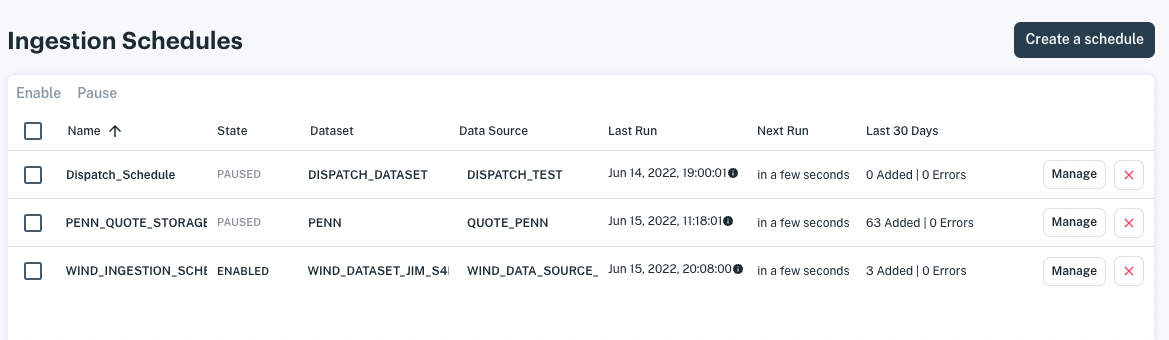 Ingestion Schedules
Create a schedule
Enable Pause
Name State Dataset Data Source Last Run Next Run Last 30 Days
Dispatch_Schedule PAUSED DISPATCH_DATASET DISPATCH_TEST Jun 14, 2022, 19:00:01 in a few seconds 0 Added | 0 Errors Manage
PENN_QUOTE_STORAGE PAUSED PENN QUOTE_PENN Jun 15, 2022, 11:18:01 in a few seconds 63 Added | 0 Errors Manage
WIND_INGESTION_SCHE ENABLED WIND_DATASET_JIM_S4 WIND_DATA_SOURCE_ Jun 15, 2022, 20:08:00 in a few seconds 3 Added | 0 Errors Manage